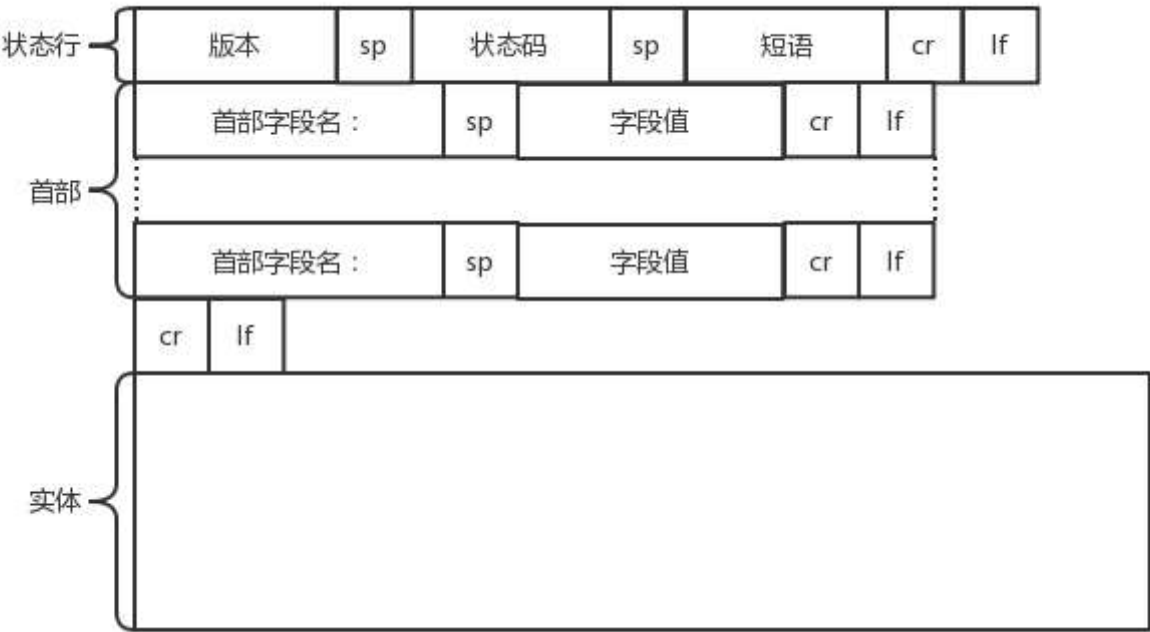 状态行 版本 sp 状态码 sp 短语 cr lf
首部字段名： sp 字段值 cr lf
首部
首部字段名： sp 字段值 cr lf
cr lf
实体